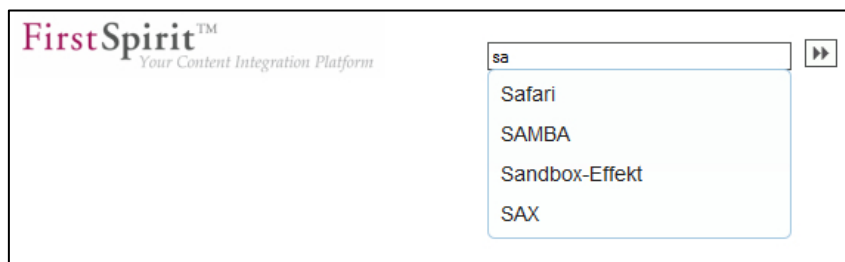 FirstSpirit™
Your Content Integration Platform
sa
Safari
SAMBA
Sandbox-Effekt
SAX